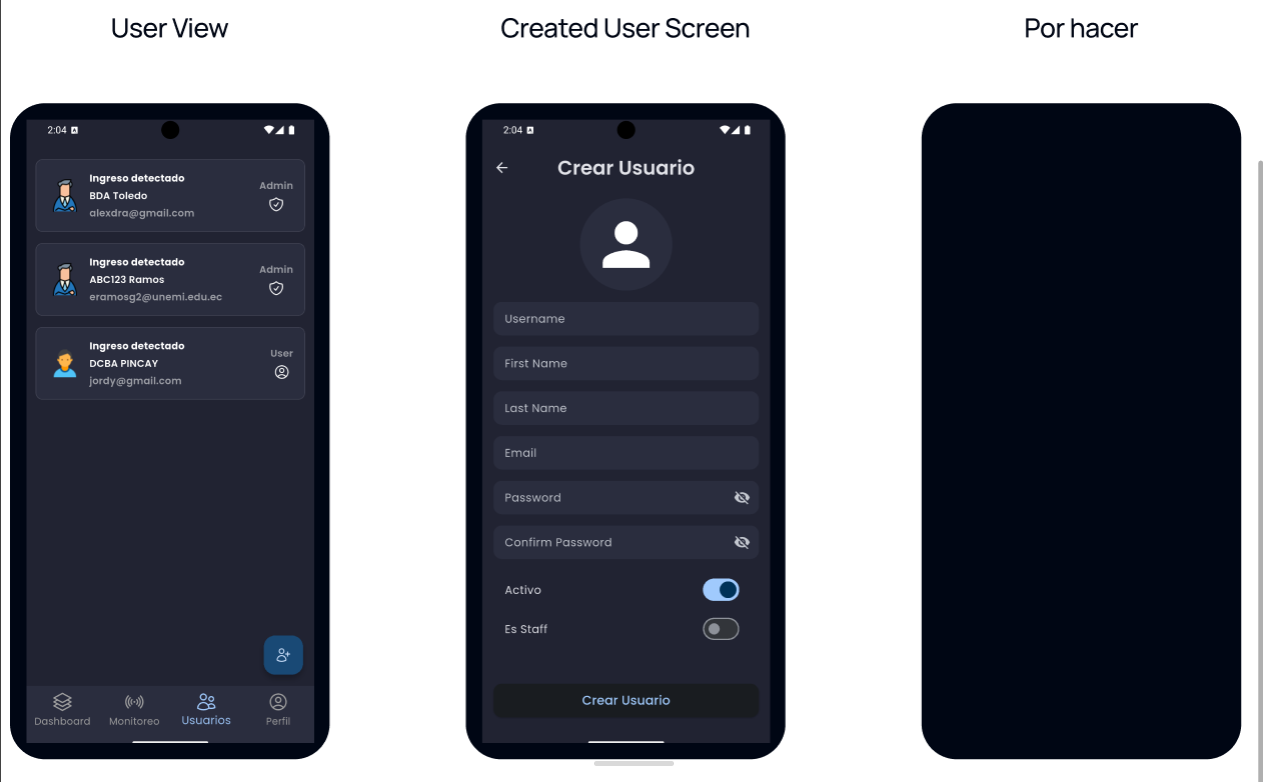 User View
Created User Screen
Por hacer
2:04
Ingreso detectado
BDA Toledo
alexdra@gmail.com
Admin
Ingreso detectado
ABC123 Ramos
eramosg2@unemi.edu.ec
Admin
Ingreso detectado
DCBA PINCAY
jordy@gmail.com
User
Dashboard
Monitoreo
Usuarios
Perfil
2:04
Crear Usuario
Username
First Name
Last Name
Email
Password
Confirm Password
Activo
Es Staff
Crear Usuario